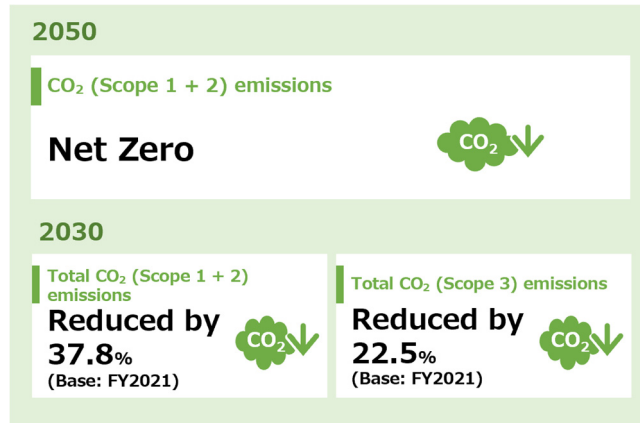 2050
CO₂ (Scope 1 + 2) emissions
Net Zero
CO₂
2030
Total CO₂ (Scope 1 + 2)
emissions
Reduced by
37.8%
(Base: FY2021)
CO₂
Total CO₂ (Scope 3) emissions
Reduced by
22.5%
(Base: FY2021)
CO₂